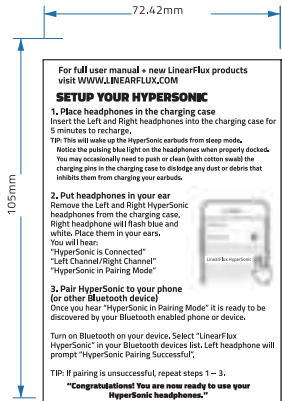 72.42mm
105mm
For full user manual + new LinearFlux products
visit WWW.LINEARFLUX.COM
SETUP YOUR HYPERSONIC
1. Place headphones in the charging case
Insert the Left and Right headphones into the charging case for
5 minutes to recharge.
TIP: This will wake up the HyperSonic earbuds from sleep mode.
Notice the pulsing blue light on the headphones when properly docked.
You may occasionally need to push or clean (with cotton swab) the
charging pins in the charging case to dislodge any dust or debris that
inhibits them from charging your earbuds.
2. Put headphones in your ear
Remove the Left and Right HyperSonic
headphones from the charging case,
Right headphone will flash blue and
white. Place them in your ears.
You will hear:
"HyperSonic is Connected"
"Left Channel/Right Channel"
"HyperSonic in Pairing Mode"
LinearFlux HyperSonic
3. Pair HyperSonic to your phone
(or other Bluetooth device)
Once you hear "HyperSonic in Pairing Mode" it is ready to be
discovered by your Bluetooth enabled phone or device.
Turn on Bluetooth on your device. Select "LinearFlux
HyperSonic" in your Bluetooth devices list. Left headphone will
prompt "HyperSonic Pairing Successful".
TIP: If pairing is unsuccessful, repeat steps 1 – 3.
"Congratulations! You are now ready to use your
HyperSonic headphones."